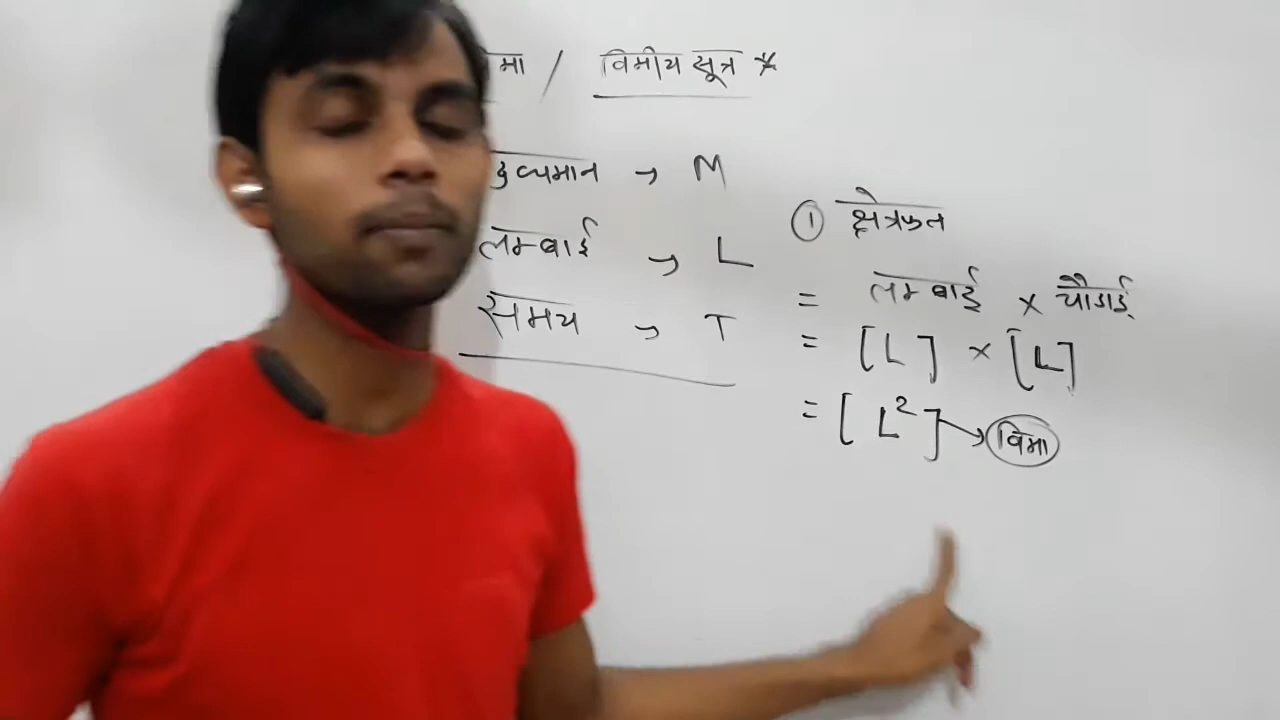 मा / विमीय सूत्र *
द्रव्यमान → M
लम्बाई → L
समय → T
① क्षेत्रफल
= लम्बाई × चौडाई
= [L] × [L]
= [L²] → विमा